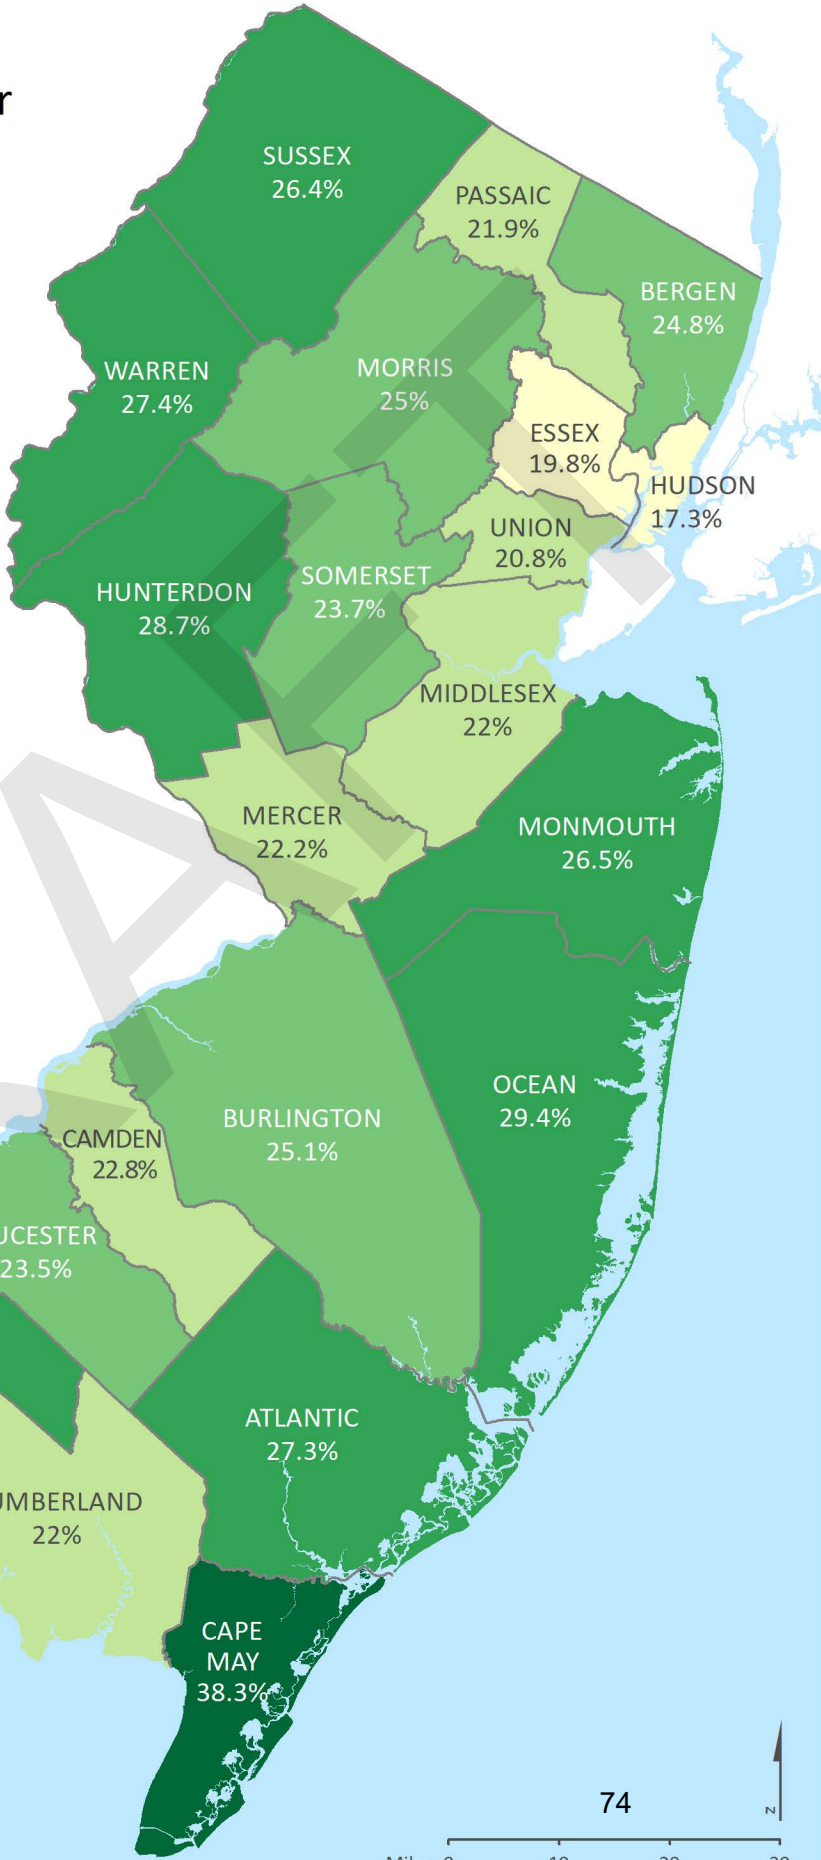 r
SUSSEX
26.4%
PASSAIC
21.9%
BERGEN
24.8%
WARREN
27.4%
MORRIS
25%
ESSEX
19.8%
HUDSON
17.3%
UNION
20.8%
HUNTERDON
28.7%
SOMERSET
23.7%
MIDDLESEX
22%
MERCER
22.2%
MONMOUTH
26.5%
OCEAN
29.4%
BURLINGTON
25.1%
CAMDEN
22.8%
UCESTER
23.5%
ATLANTIC
27.3%
UMBERLAND
22%
CAPE
MAY
38.3%
74
N